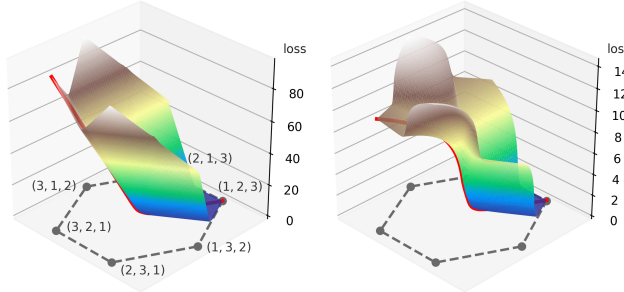 loss
80
60
40
20
0
(2, 1, 3)
(1, 2, 3)
(3, 1, 2)
(3, 2, 1)
(1, 3, 2)
(2, 3, 1)
los
14
12
10
8
6
4
2
0